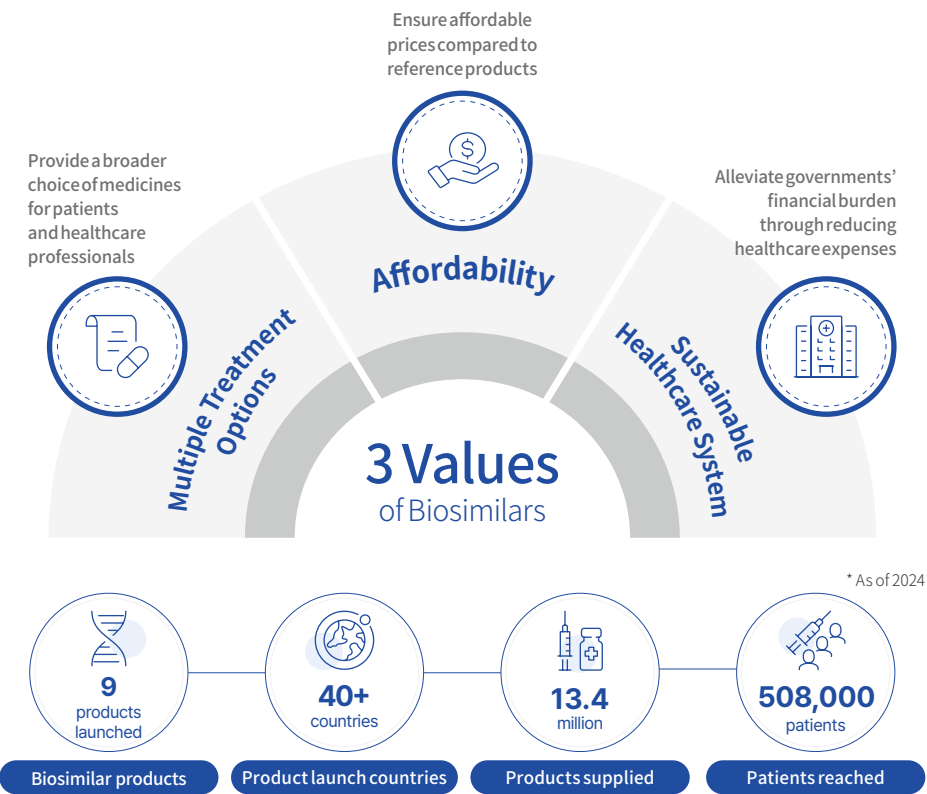 Ensure affordable
prices compared to
reference products
Provide a broader
choice of medicines
for patients
and healthcare
professionals
Alleviate governments'
financial burden
through reducing
healthcare expenses
$
Multiple Treatment
Options
Affordability
Sustainable
Healthcare System
3 Values
of Biosimilars
* As of 2024
9
products
launched
Biosimilar products
40+
countries
Product launch countries
13.4
million
Products supplied
508,000
patients
Patients reached